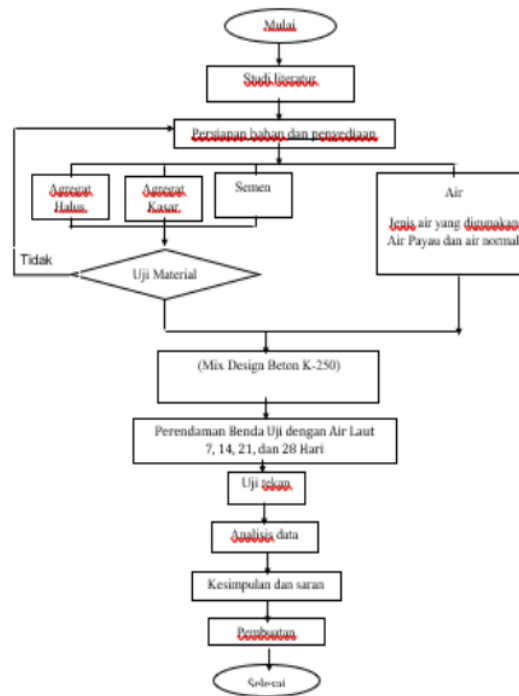 Mulai
Studi literatur
Persiapan bahan dan penyediaan
Agregat
Halus
Agregat
Kasar
Semen
Air
Jenis air yang digunakan
Air Payau dan air normal
Tidak
Uji Material
(Mix Design Beton K-250)
Perendaman Benda Uji dengan Air Laut
7, 14, 21, dan 28 Hari
Uji tekan
Analisis data
Kesimpulan dan saran
Pembuatan
Selesai